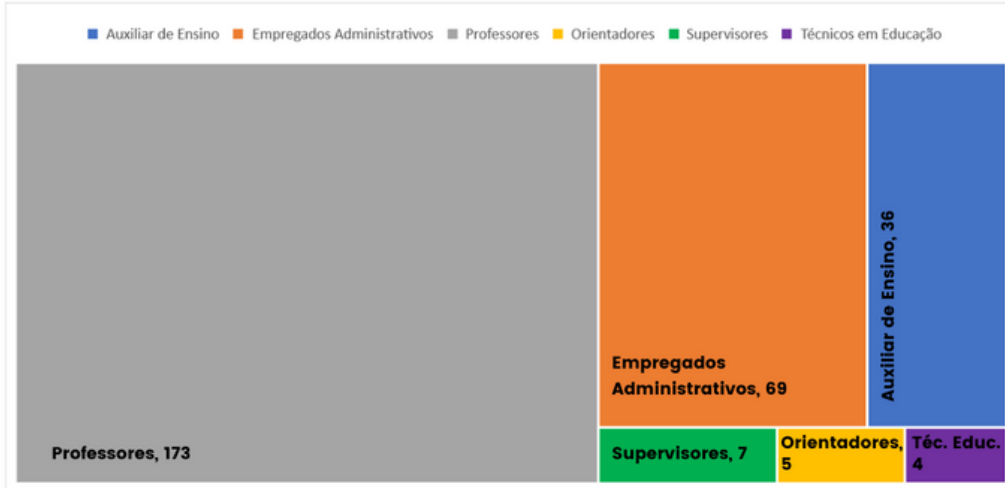 Auxiliar de Ensino Empregados Administrativos Professores Orientadores Supervisores Técnicos em Educação
Professores, 173
Empregados
Administrativos, 69
Auxiliar de Ensino, 36
Supervisores, 7
Orientadores,
5
Téc. Educ.
4